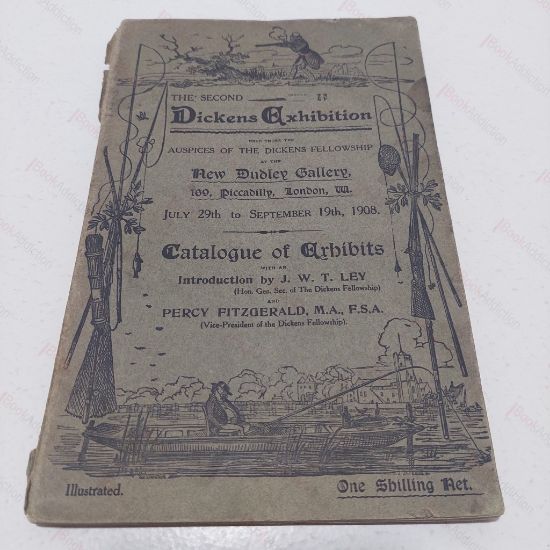 THE SECOND
Dickens Exhibition
HELD UNDER THE
AUSPICES OF THE DICKENS FELLOWSHIP
AT THE
New Dudley Gallery,
169, Piccadilly, London, W.
JULY 29th to SEPTEMBER 19th, 1908.
Catalogue of Exhibits
WITH AN
Introduction by J. W. T. LEY
(Hon. Gen. Sec. of The Dickens Fellowship)
AND
PERCY FITZGERALD, M.A., F.S.A.
(Vice-President of the Dickens Fellowship).
Illustrated.
One Shilling Net.